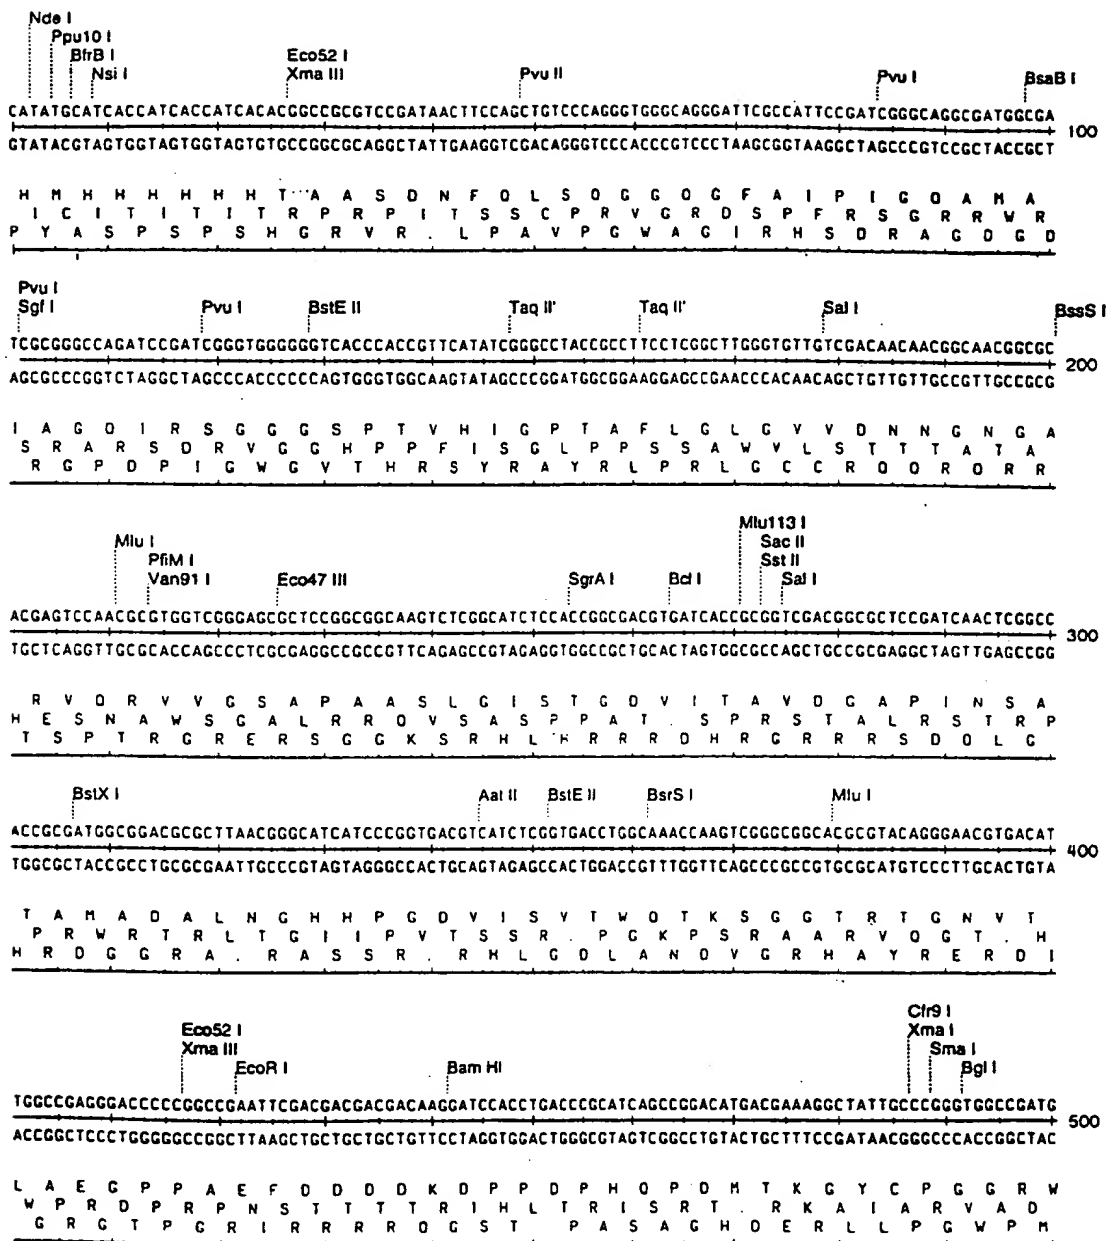 Nde I
Ppu10 I
BfrB I Eco52 I
Nsi I Xma III Pvu II Pvu I BsaB I
CATATGCATCACCATCACCATCACACGGCCGCGTCCGATAACTTCCAGCTGTCCCAGGGTGGGCAGGGATTCGCCATTCCGATCGGGCAGGCGATGGCGA
100
GTATACGTAGTGGTAGTGGTAGTGTGCCGGCGCAGGCTATTGAAGGTCGACAGGGTCCCACCCGTCCCTAAGCGGTAAGGCTAGCCCGTCCGCTACCGCT
H M H H H H H H T A A S D N F O L S O G G O G F A I P I G O A M A
I C I T I T I T R P R P I T S S C P R V G R D S P F R S G R R W R
P Y A S P S P S H G R V R . L P A V P G W A G I R H S D R A G D G D
Pvu I
Sgf I Pvu I BstE II Taq II' Taq II' Sal I BssS I
TCGCGGGCCAGATCCGATCGGGTGGGGGGTCACCCACCGTTCATATCGGGCCTACCGCCTTCCTCGGCTTGGGTGTTGTCGACAACAACGGCAACGGCGC
200
AGCGCCCGGTCTAGGCTAGCCCACCCCCCAGTGGGTGGCAAGTATAGCCCGGATGGCGGAAGGAGCCGAACCCACAACAGCTGTTGTTGCCGTTGCCGCG
I A G O I R S G G G S P T V H I G P T A F L G L G V V D N N G N G A
S R A R S D R V G G H P P F I S G L P P S S A W V L S T T T A T A
R G P D P I G W G V T H R S Y R A Y R L P R L G C C R O O R O R R
Mlu113 I
Mlu I Sac II
PflM I Sst II
Van91 I Eco47 III SgrA I Bcl I Sal I
ACGAGTCCAACGCGTGGTCGGGAGCGCTCCGGCGGCAAGTCTCGGCATCTCCACCGGCGACGTGATCACCGCGGTCGACGGCGCTCCGATCAACTCGGCC
300
TGCTCAGGTTGCGCACCAGCCCTCGCGAGGCCGCCGTTCAGAGCCGTAGAGGTGGCCGCTGCACTAGTGGCGCCAGCTGCCGCGAGGCTAGTTGAGCCGG
R V O R V V G S A P A A S L G I S T G D V I T A V D G A P I N S A
H E S N A W S G A L R R O V S A S P P A T . S P R S T A L R S T R P
T S P T R G R E R S G G K S R H L H R R R D H R G R R R S D O L G
BstX I Aat II BstE II BsrS I Mlu I
ACCGCGATGGCGGACGCGCTTAACGGGCATCATCCCGGTGACGTCATCTCGGTGACCTGGCAAACCAAGTCGGGCGGCACGCGTACAGGGAACGTGACAT
400
TGGCGCTACCGCCTGCGCGAATTGCCCGTAGTAGGGCCACTGCAGTAGAGCCACTGGACCGTTTGGTTCAGCCCGCCGTGCGCATGTCCCTTGCACTGTA
T A M A D A L N G H H P G D V I S V T W O T K S G G T R T G N V T
P R W R T R L T G I I P V T S S R . P G K P S R A A R V O G T . H
H R D G G R A . R A S S R . R H L G D L A N O V G R H A Y R E R D I
Cfr9 I
Eco52 I Xma I
Xma III Sma I
EcoR I Bam HI Bgl I
TGGCCGAGGGACCCCCGGCCGAATTCGACGACGACGACAAGGATCCACCTGACCCGCATCAGCCGGACATGACGAAAGGCTATTGCCCGGGTGGCCGATG
500
ACCGGCTCCCTGGGGGCCGGCTTAAGCTGCTGCTGCTGTTCCTAGGTGGACTGGGCGTAGTCGGCCTGTACTGCTTTCCGATAACGGGCCCACCGGCTAC
L A E G P P A E F D D D D K D P P D P H O P D M T K G Y C P G G R W
W P R D P R P N S T T T T R I H L T R I S R T . R K A I A R V A D
G R G T P G R I R R R R O G S T P A S A G H D E R L L P G W P M